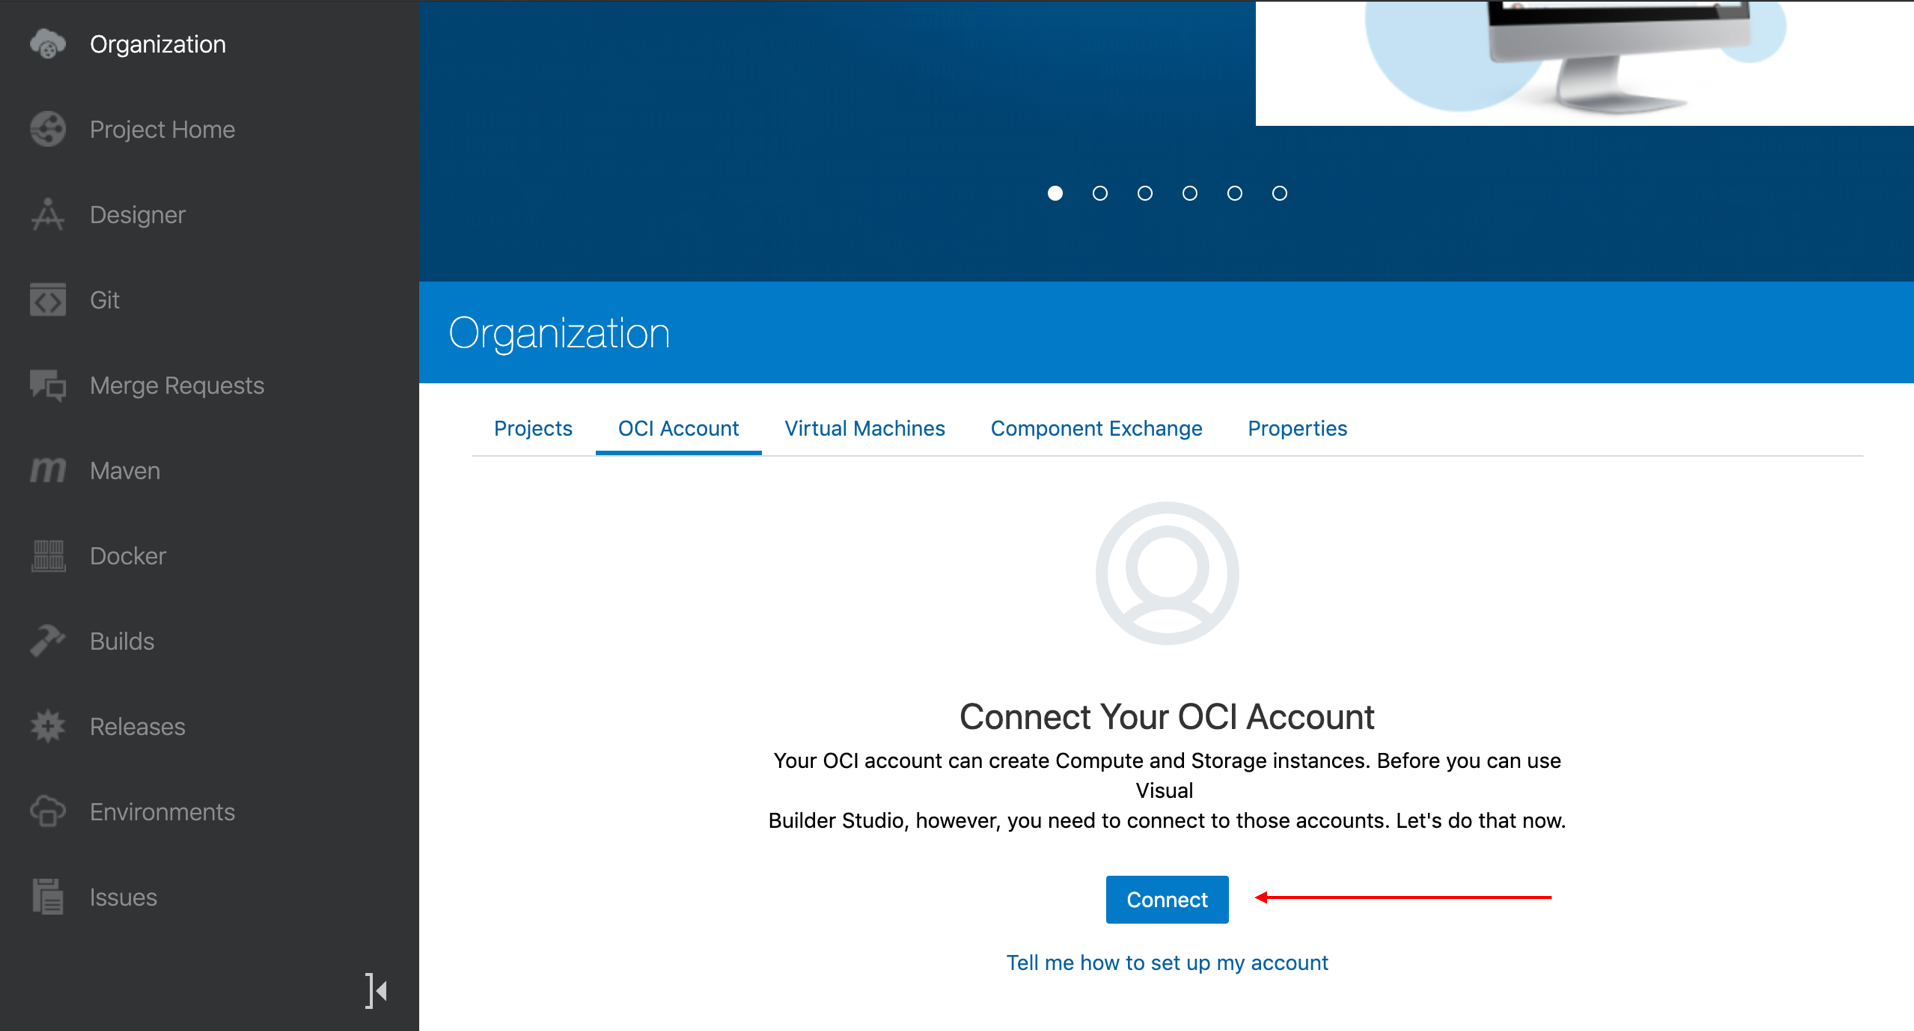 Organization
Project Home
Designer
Git
Merge Requests
Maven
Docker
Builds
Releases
Environments
Issues
Organization
Projects
OCI Account
Virtual Machines
Component Exchange
Properties
Connect Your OCI Account
Your OCI account can create Compute and Storage instances. Before you can use
Visual
Builder Studio, however, you need to connect to those accounts. Let's do that now.
Connect
Tell me how to set up my account